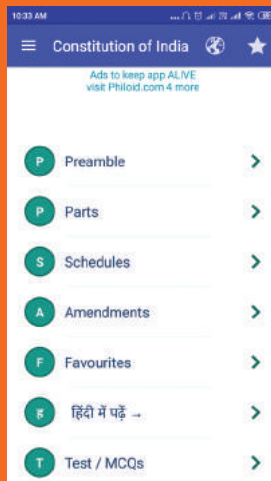 10:33 AM
Constitution of India
Ads to keep app ALIVE
visit Philoid.com 4 more
P Preamble
P Parts
S Schedules
A Amendments
F Favourites
ह हिंदी में पढ़ें →
T Test / MCQs